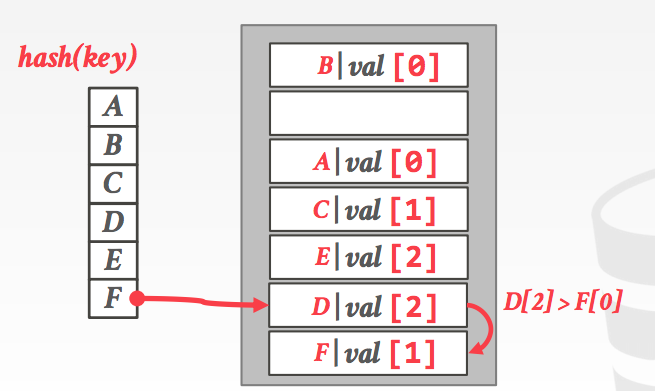 hash(key)
A
B
C
D
E
F
B|val [0]
A|val [0]
C|val [1]
E|val [2]
D|val [2]
F|val [1]
D[2] > F[0]